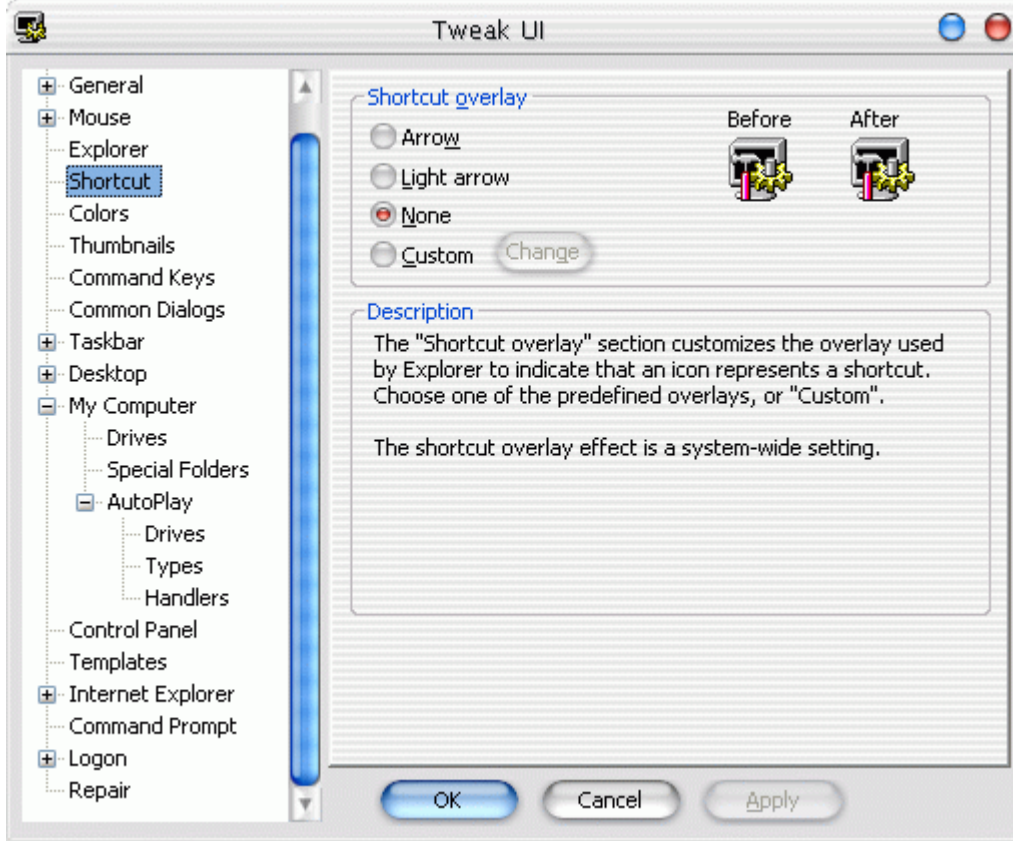 Tweak UI
General
Mouse
Explorer
Shortcut
Colors
Thumbnails
Command Keys
Common Dialogs
Taskbar
Desktop
My Computer
Drives
Special Folders
AutoPlay
Drives
Types
Handlers
Control Panel
Templates
Internet Explorer
Command Prompt
Logon
Repair
Shortcut overlay
Arrow
Light arrow
None
Custom Change
Before After
Description
The "Shortcut overlay" section customizes the overlay used
by Explorer to indicate that an icon represents a shortcut.
Choose one of the predefined overlays, or "Custom".
The shortcut overlay effect is a system-wide setting.
OK Cancel Apply